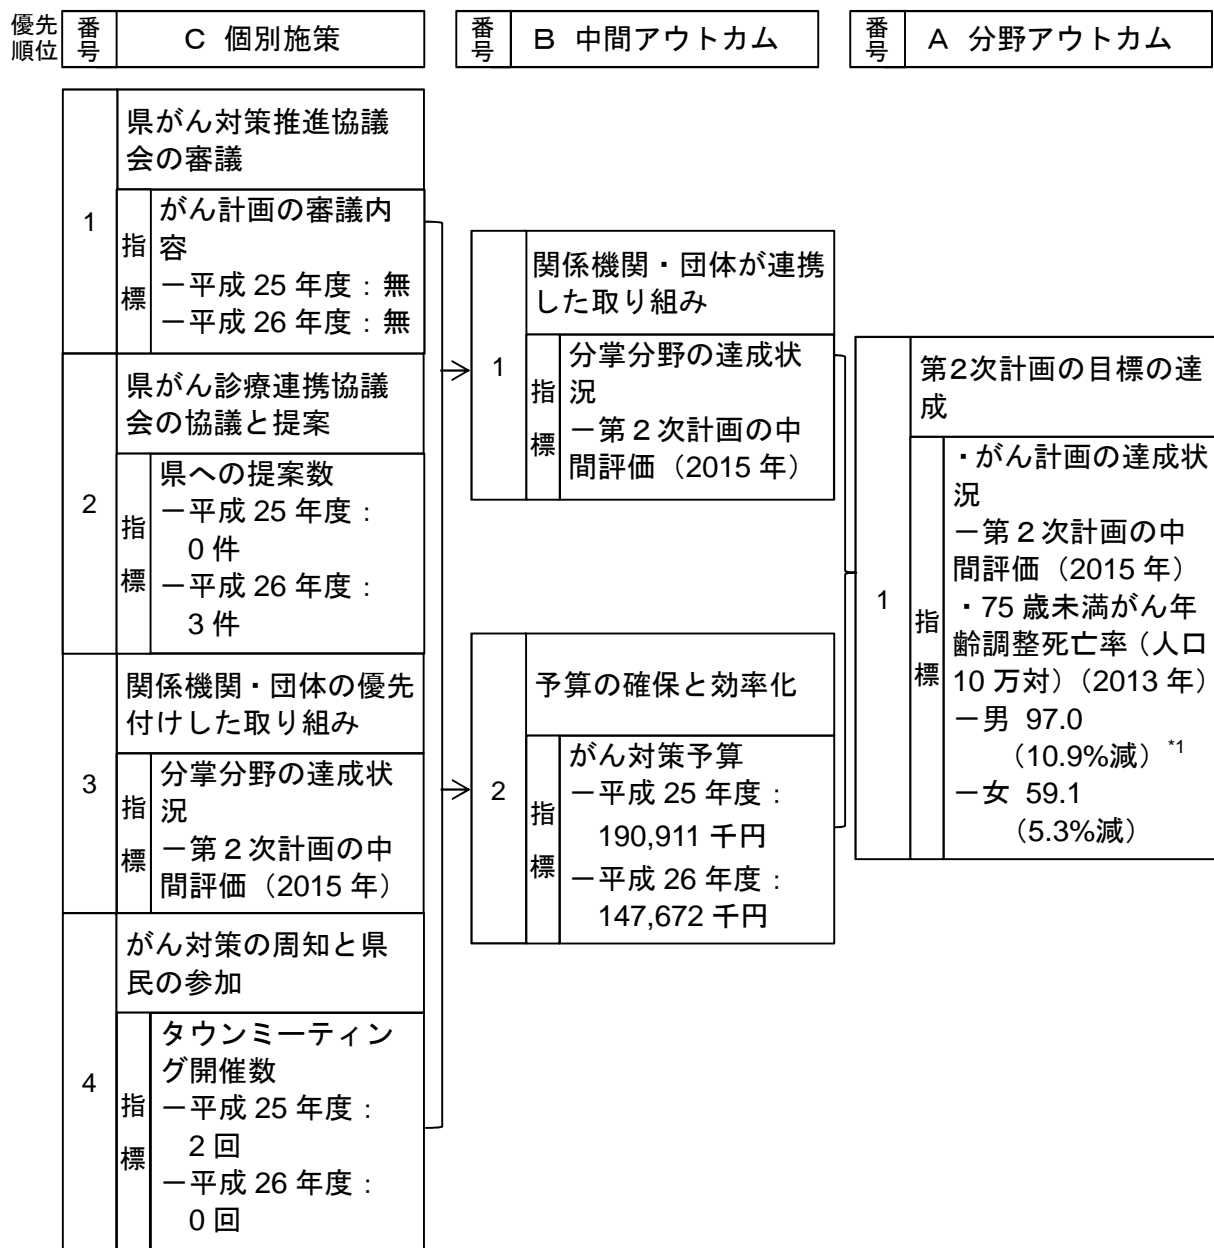 優先
順位
番
号
C 個別施策
番
号
B 中間アウトカム
番
号
A 分野アウトカム
1
県がん対策推進協議
会の審議
指
標
がん計画の審議内
容
－平成 25 年度：無
－平成 26 年度：無
2
県がん診療連携協議
会の協議と提案
指
標
県への提案数
－平成 25 年度：
0 件
－平成 26 年度：
3 件
3
関係機関・団体の優先
付けした取り組み
指
標
分掌分野の達成状
況
－第２次計画の中
間評価（2015 年）
4
がん対策の周知と県
民の参加
指
標
タウンミーティン
グ開催数
－平成 25 年度：
2 回
－平成 26 年度：
0 回
1
関係機関・団体が連携
した取り組み
指
標
分掌分野の達成状
況
－第２次計画の中
間評価（2015 年）
2
予算の確保と効率化
指
標
がん対策予算
－平成 25 年度：
190,911 千円
－平成 26 年度：
147,672 千円
1
第2次計画の目標の達
成
指
標
・がん計画の達成状
況
－第２次計画の中
間評価（2015 年）
・75 歳未満がん年
齢調整死亡率（人口
10 万対）（2013 年）
－男 97.0
（10.9%減）*1
－女 59.1
（5.3%減）